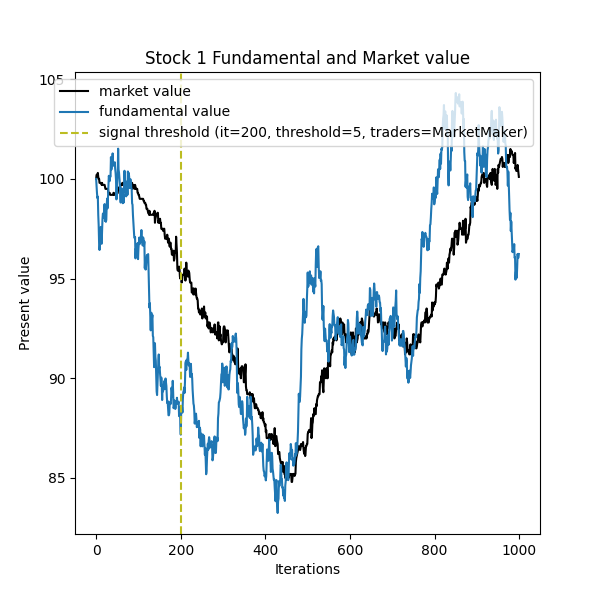 Stock 1 Fundamental and Market value
105
market value
fundamental value
signal threshold (it=200, threshold=5, traders=MarketMaker)
100
95
90
85
Present value
0 200 400 600 800 1000
Iterations